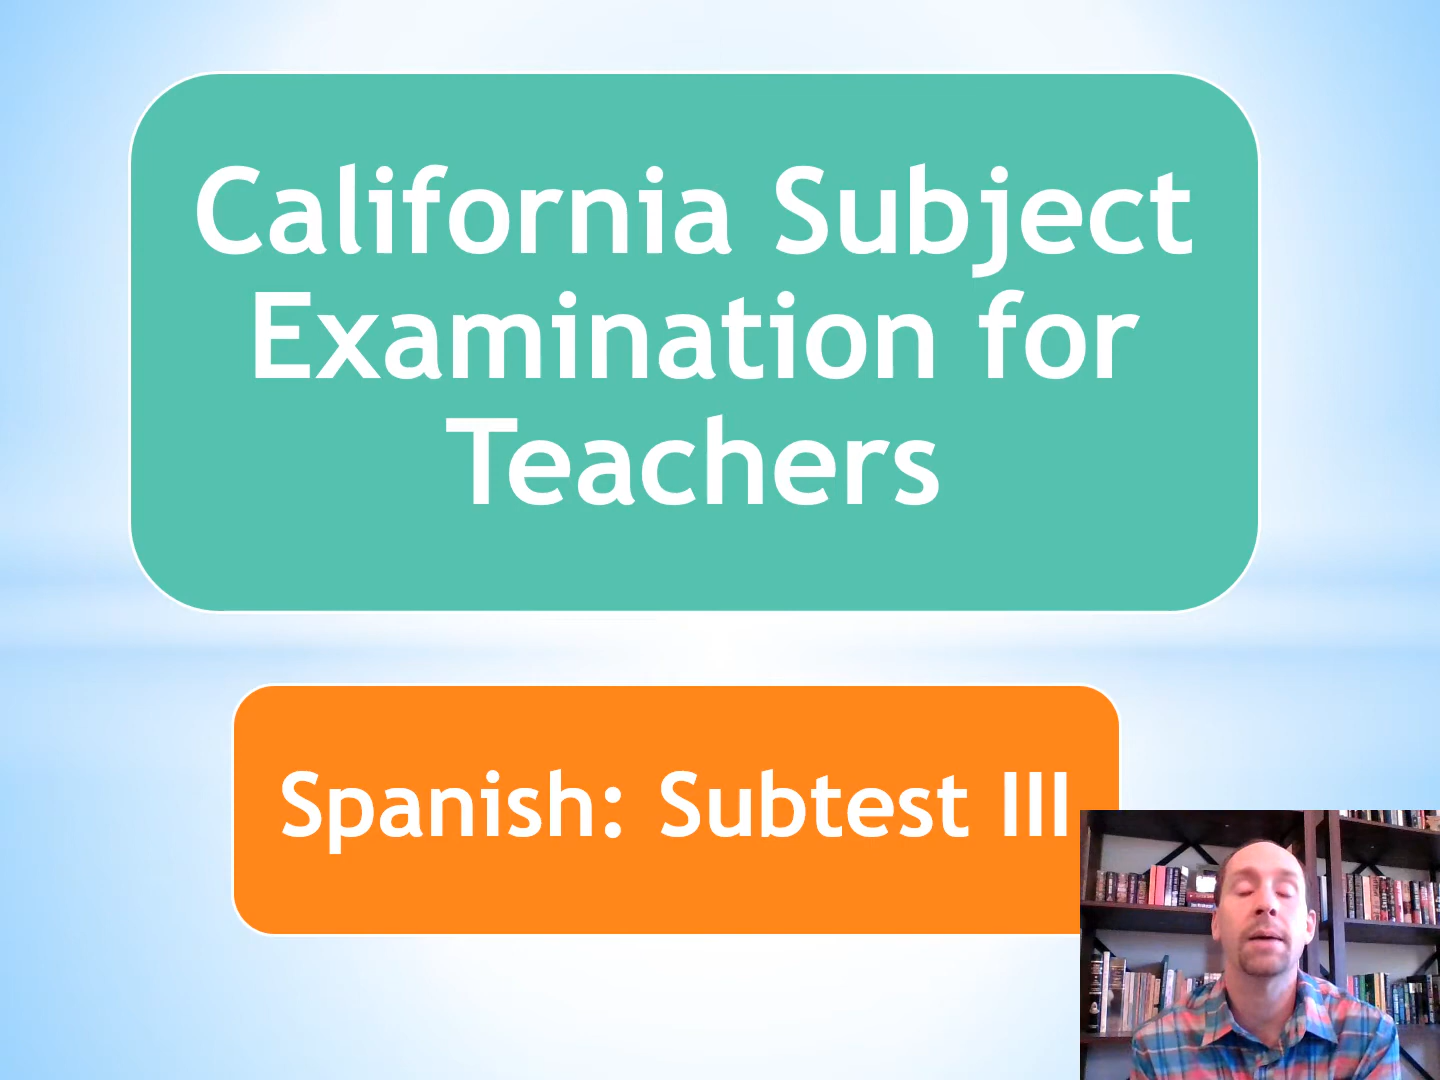 California Subject
Examination for
Teachers
Spanish: Subtest III